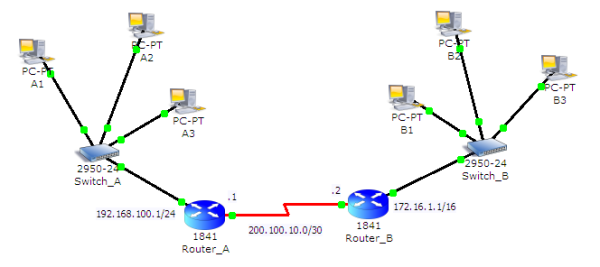 PC-PT
A1
PC-PT
A2
PC-PT
A3
2950-24
Switch_A
192.168.100.1/24
1841
Router_A
.1
200.100.10.0/30
.2
1841
Router_B
172.16.1.1/16
2950-24
Switch_B
PC-PT
B1
PC-PT
B2
PC-PT
B3